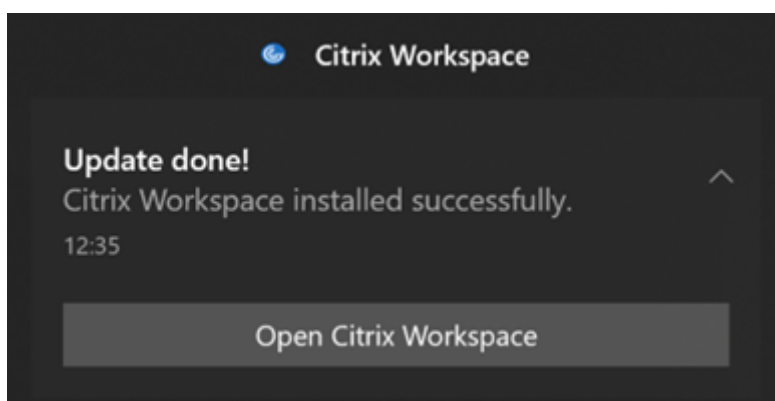 Citrix Workspace
Update done!
Citrix Workspace installed successfully.
12:35
Open Citrix Workspace